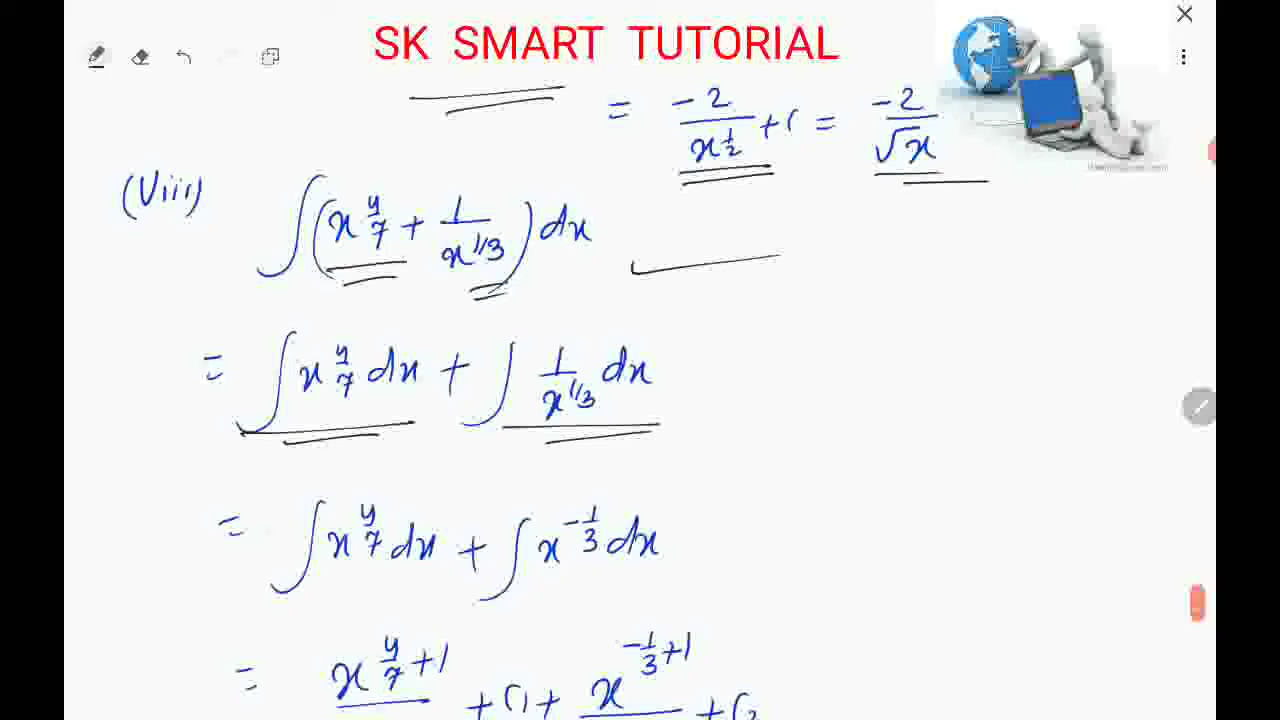 SK SMART TUTORIAL
= -2/x^(1/2) + C = -2/√x
(Viii) ∫(x^(4/7) + 1/x^(1/3)) dx
= ∫x^(4/7) dx + ∫1/x^(1/3) dx
= ∫x^(4/7) dx + ∫x^(-1/3) dx
= x^(4/7+1) + C1 + x^(-1/3+1) + C2